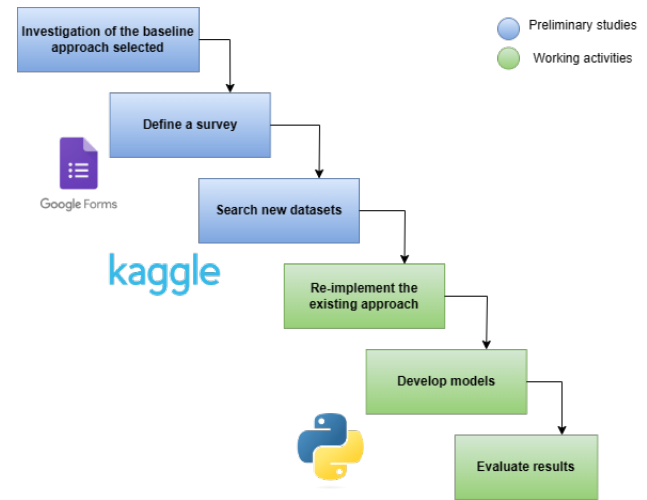 Investigation of the baseline
approach selected
Preliminary studies
Working activities
Define a survey
Google Forms
Search new datasets
kaggle
Re-implement the
existing approach
Develop models
Evaluate results